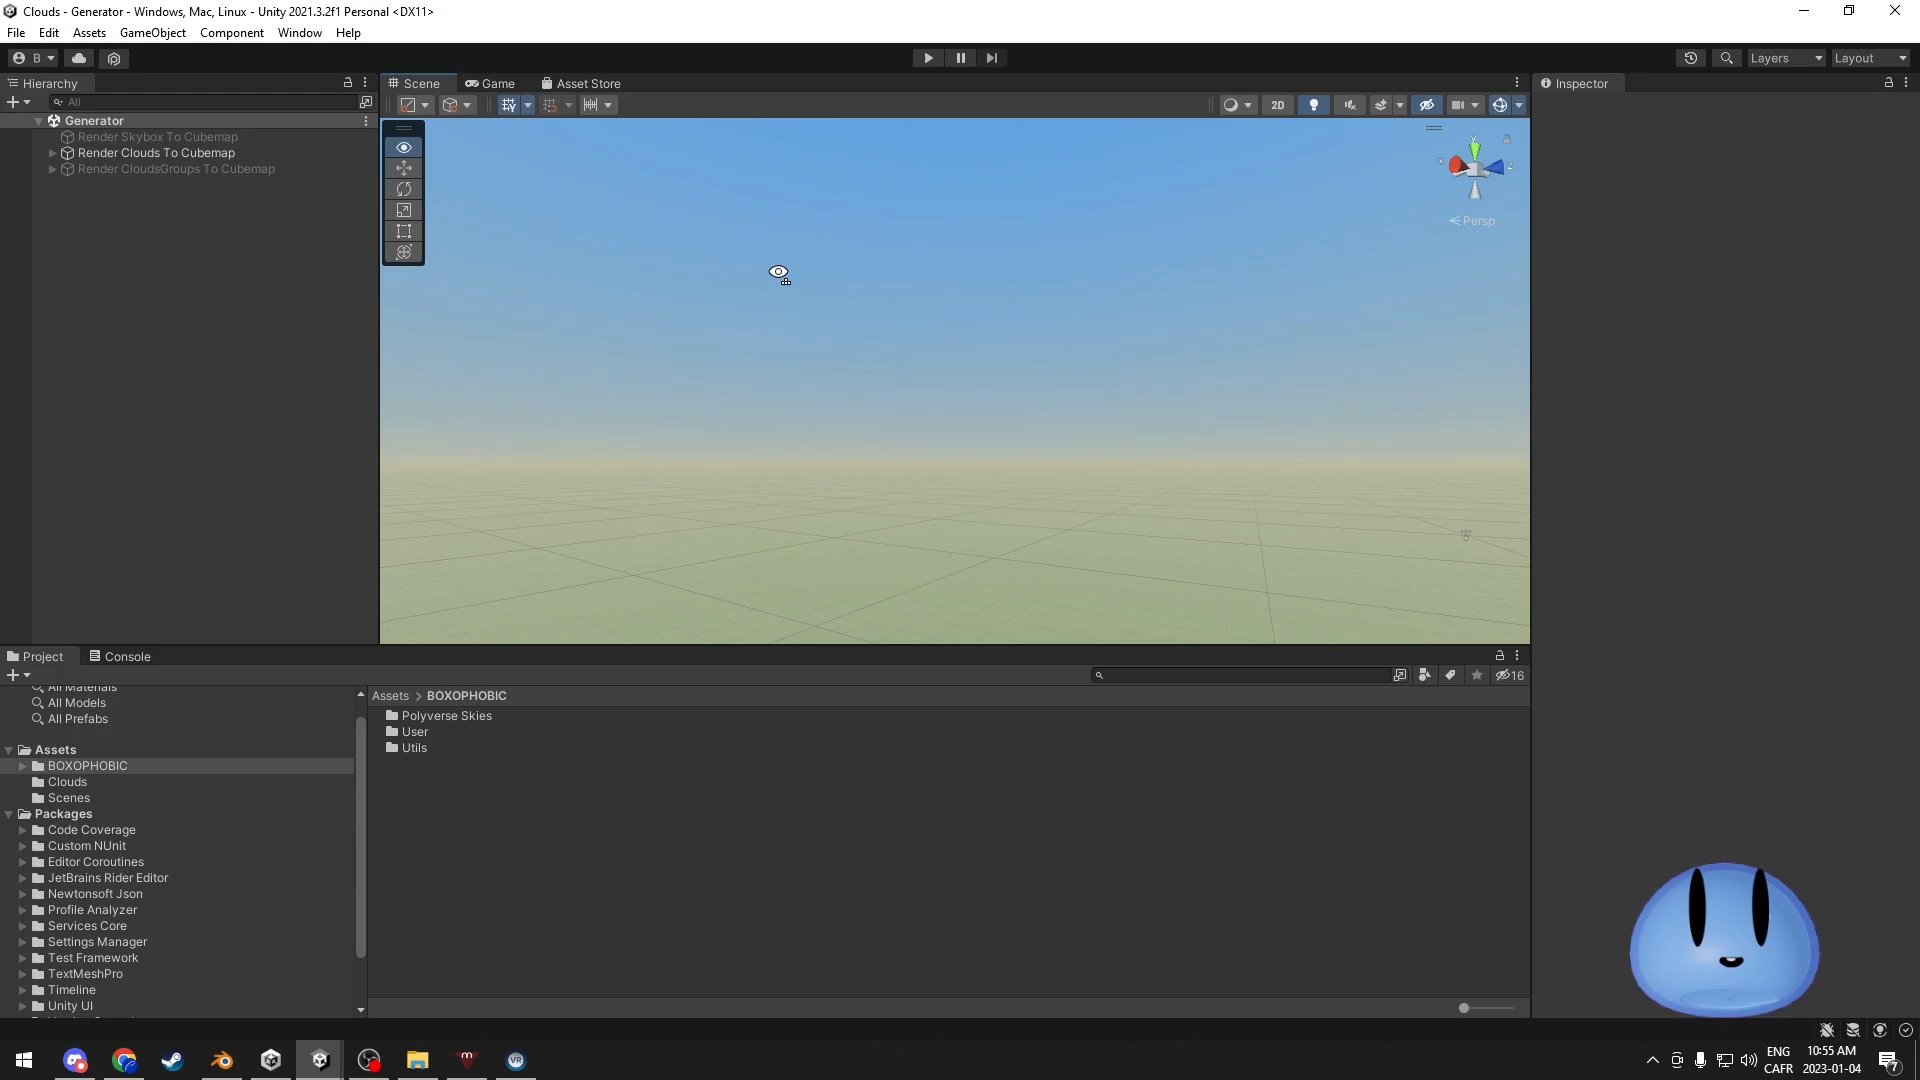 Clouds - Generator - Windows, Mac, Linux - Unity 2021.3.2f1 Personal <DX11>
File Edit Assets GameObject Component Window Help
B
Layers
Layout
Hierarchy
All
Generator
Render Skybox To Cubemap
Render Clouds To Cubemap
Render CloudsGroups To Cubemap
Scene Game Asset Store
2D
y
x
z
Persp
Inspector
Project Console
16
All Materials
All Models
All Prefabs
Assets
BOXOPHOBIC
Clouds
Scenes
Packages
Code Coverage
Custom NUnit
Editor Coroutines
JetBrains Rider Editor
Newtonsoft Json
Profile Analyzer
Services Core
Settings Manager
Test Framework
TextMeshPro
Timeline
Unity UI
Assets > BOXOPHOBIC
Polyverse Skies
User
Utils
VR
ENG
CAFR
10:55 AM
2023-01-04
7